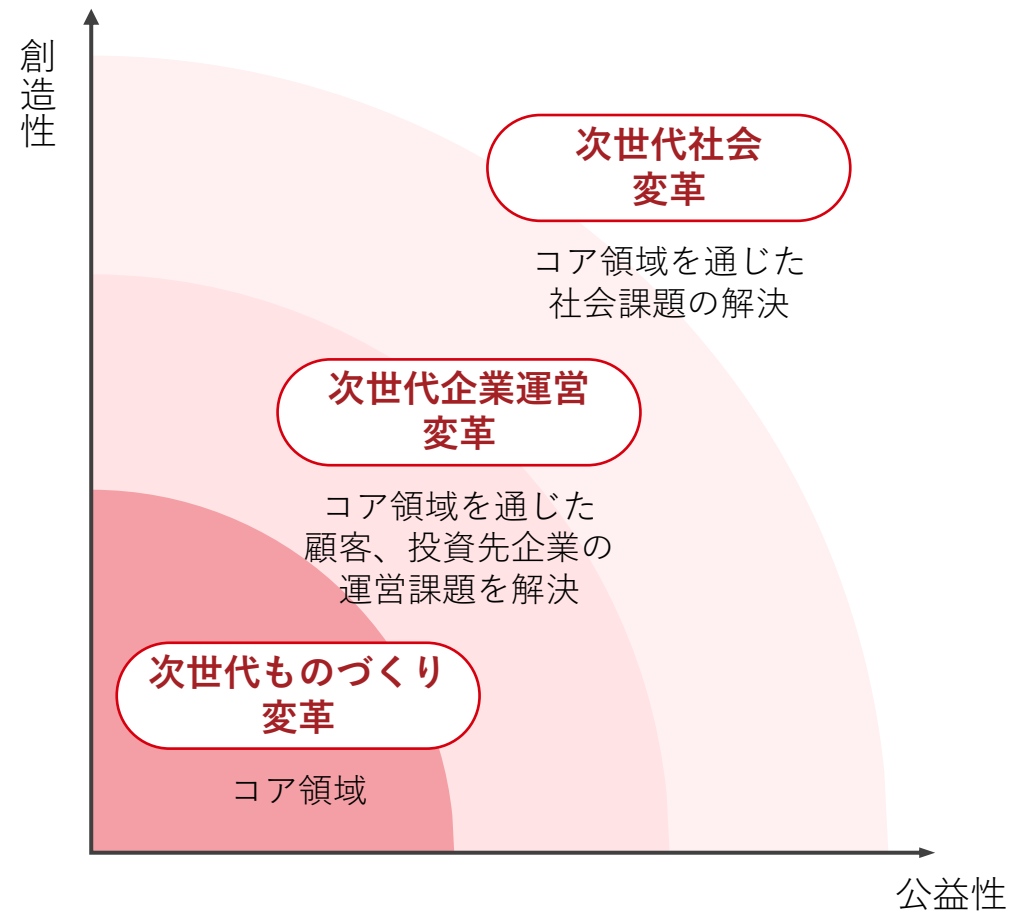 創造性
次世代社会
変革
コア領域を通じた
社会課題の解決
次世代企業運営
変革
コア領域を通じた
顧客、投資先企業の
運営課題を解決
次世代ものづくり
変革
コア領域
公益性